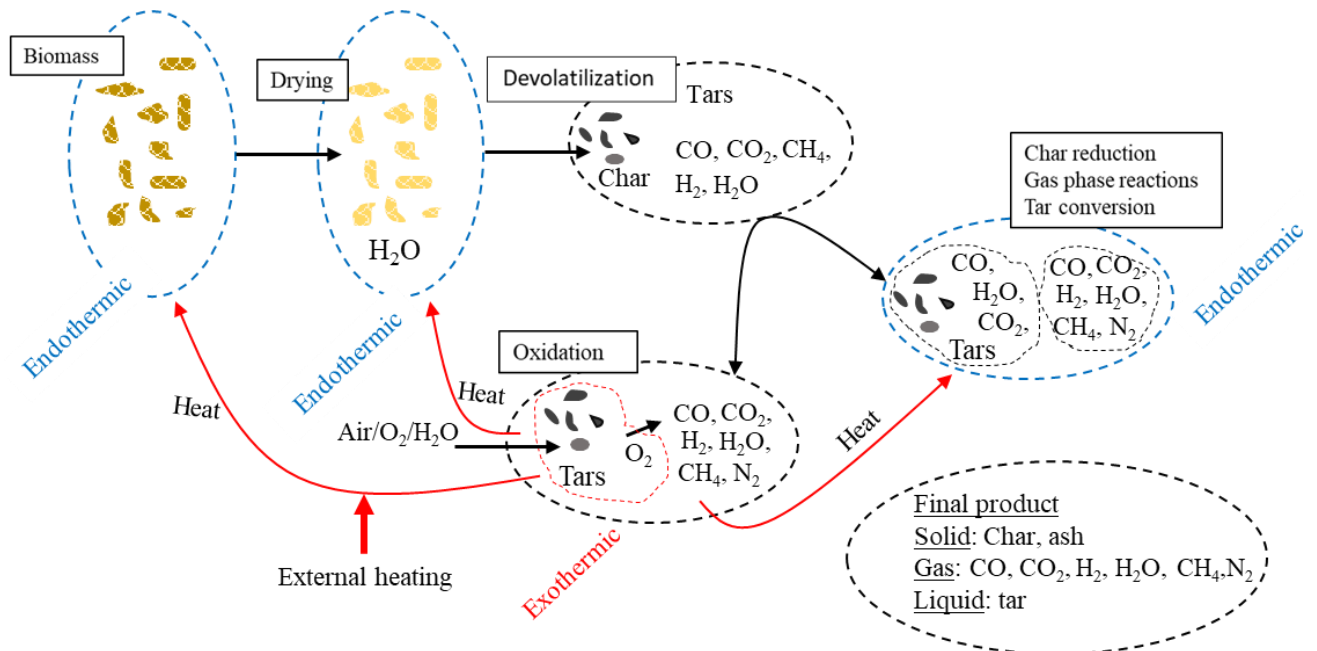 Biomass
Drying
H₂O
Endothermic
Endothermic
Devolatilization
Tars
CO, CO₂, CH₄,
H₂, H₂O
Char
Char reduction
Gas phase reactions
Tar conversion
CO,
H₂O,
CO₂,
Tars
CO, CO₂,
H₂, H₂O,
CH₄, N₂
Endothermic
Oxidation
Heat
Heat
Heat
Air/O₂/H₂O
Tars
O₂
CO, CO₂,
H₂, H₂O,
CH₄, N₂
Exothermic
External heating
Final product
Solid: Char, ash
Gas: CO, CO₂, H₂, H₂O, CH₄,N₂
Liquid: tar